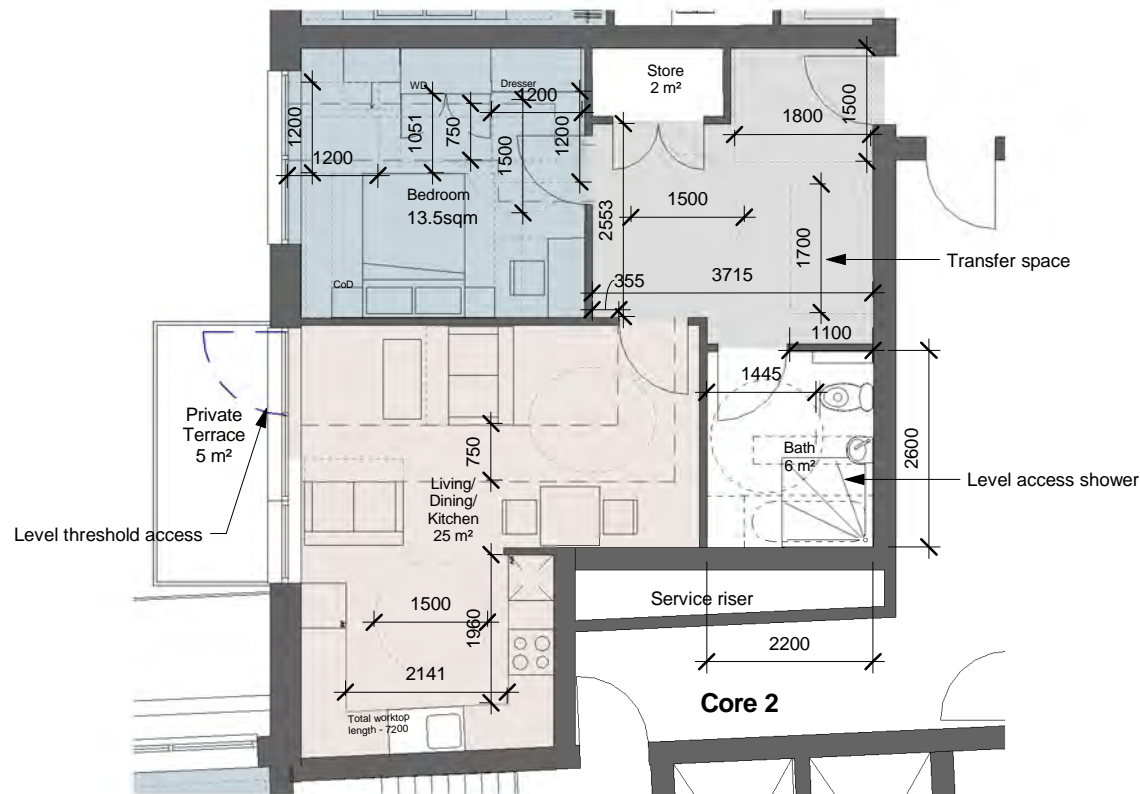 WD
Dresser
Store
2 m²
1200
1200
1051
750
1500
1200
1200
1800
1500
Bedroom
13.5sqm
2553
1500
1700
Transfer space
355
3715
CoD
1100
1445
Private
Terrace
5 m²
750
Bath
6 m²
2600
Living/
Dining/
Kitchen
25 m²
Level access shower
Level threshold access
1500
1960
Service riser
2141
2200
Core 2
Total worktop
length - 7200